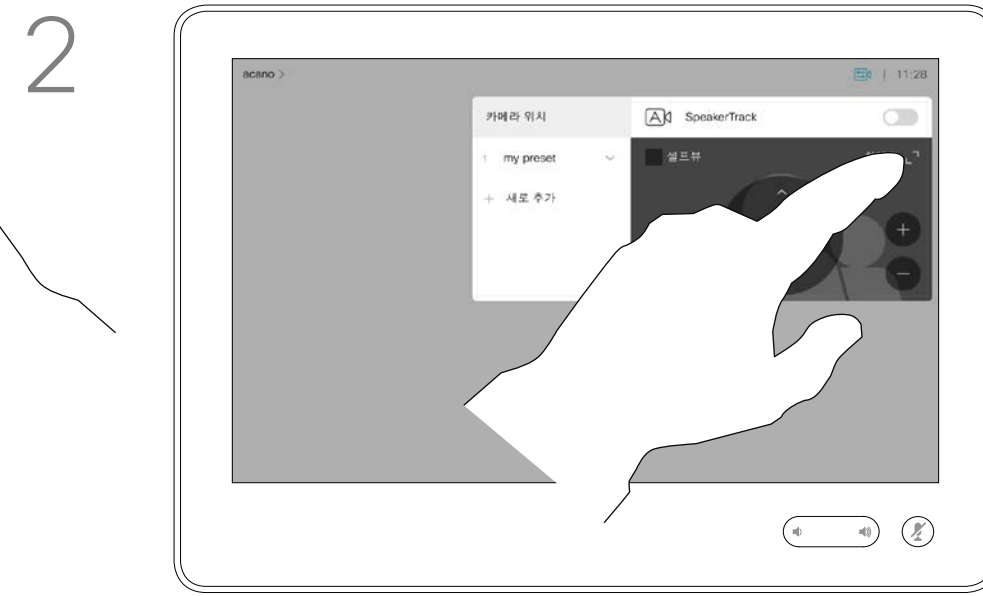 2
acano >
11:28
카메라 위치
SpeakerTrack
1 my preset
셀프뷰
+ 새로 추가